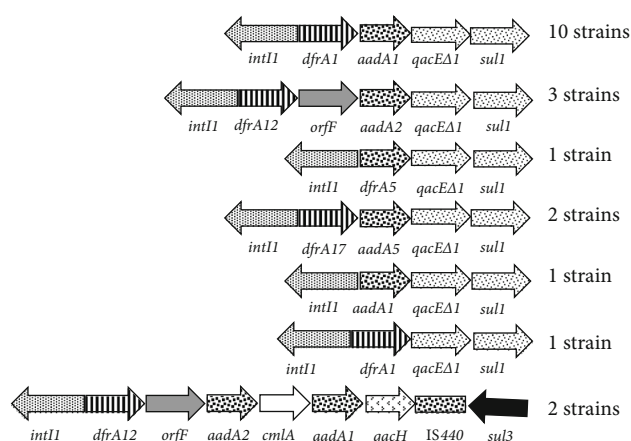 10 strains
intI1 dfrA1 aadA1 qacEΔ1 sul1
3 strains
intI1 dfrA12 orfF aadA2 qacEΔ1 sul1
1 strain
intI1 dfrA5 qacEΔ1 sul1
2 strains
intI1 dfrA17 aadA5 qacEΔ1 sul1
1 strain
intI1 aadA1 qacEΔ1 sul1
1 strain
intI1 dfrA1 qacEΔ1 sul1
2 strains
intI1 dfrA12 orfF aadA2 cmlA aadA1 qacH IS440 sul3